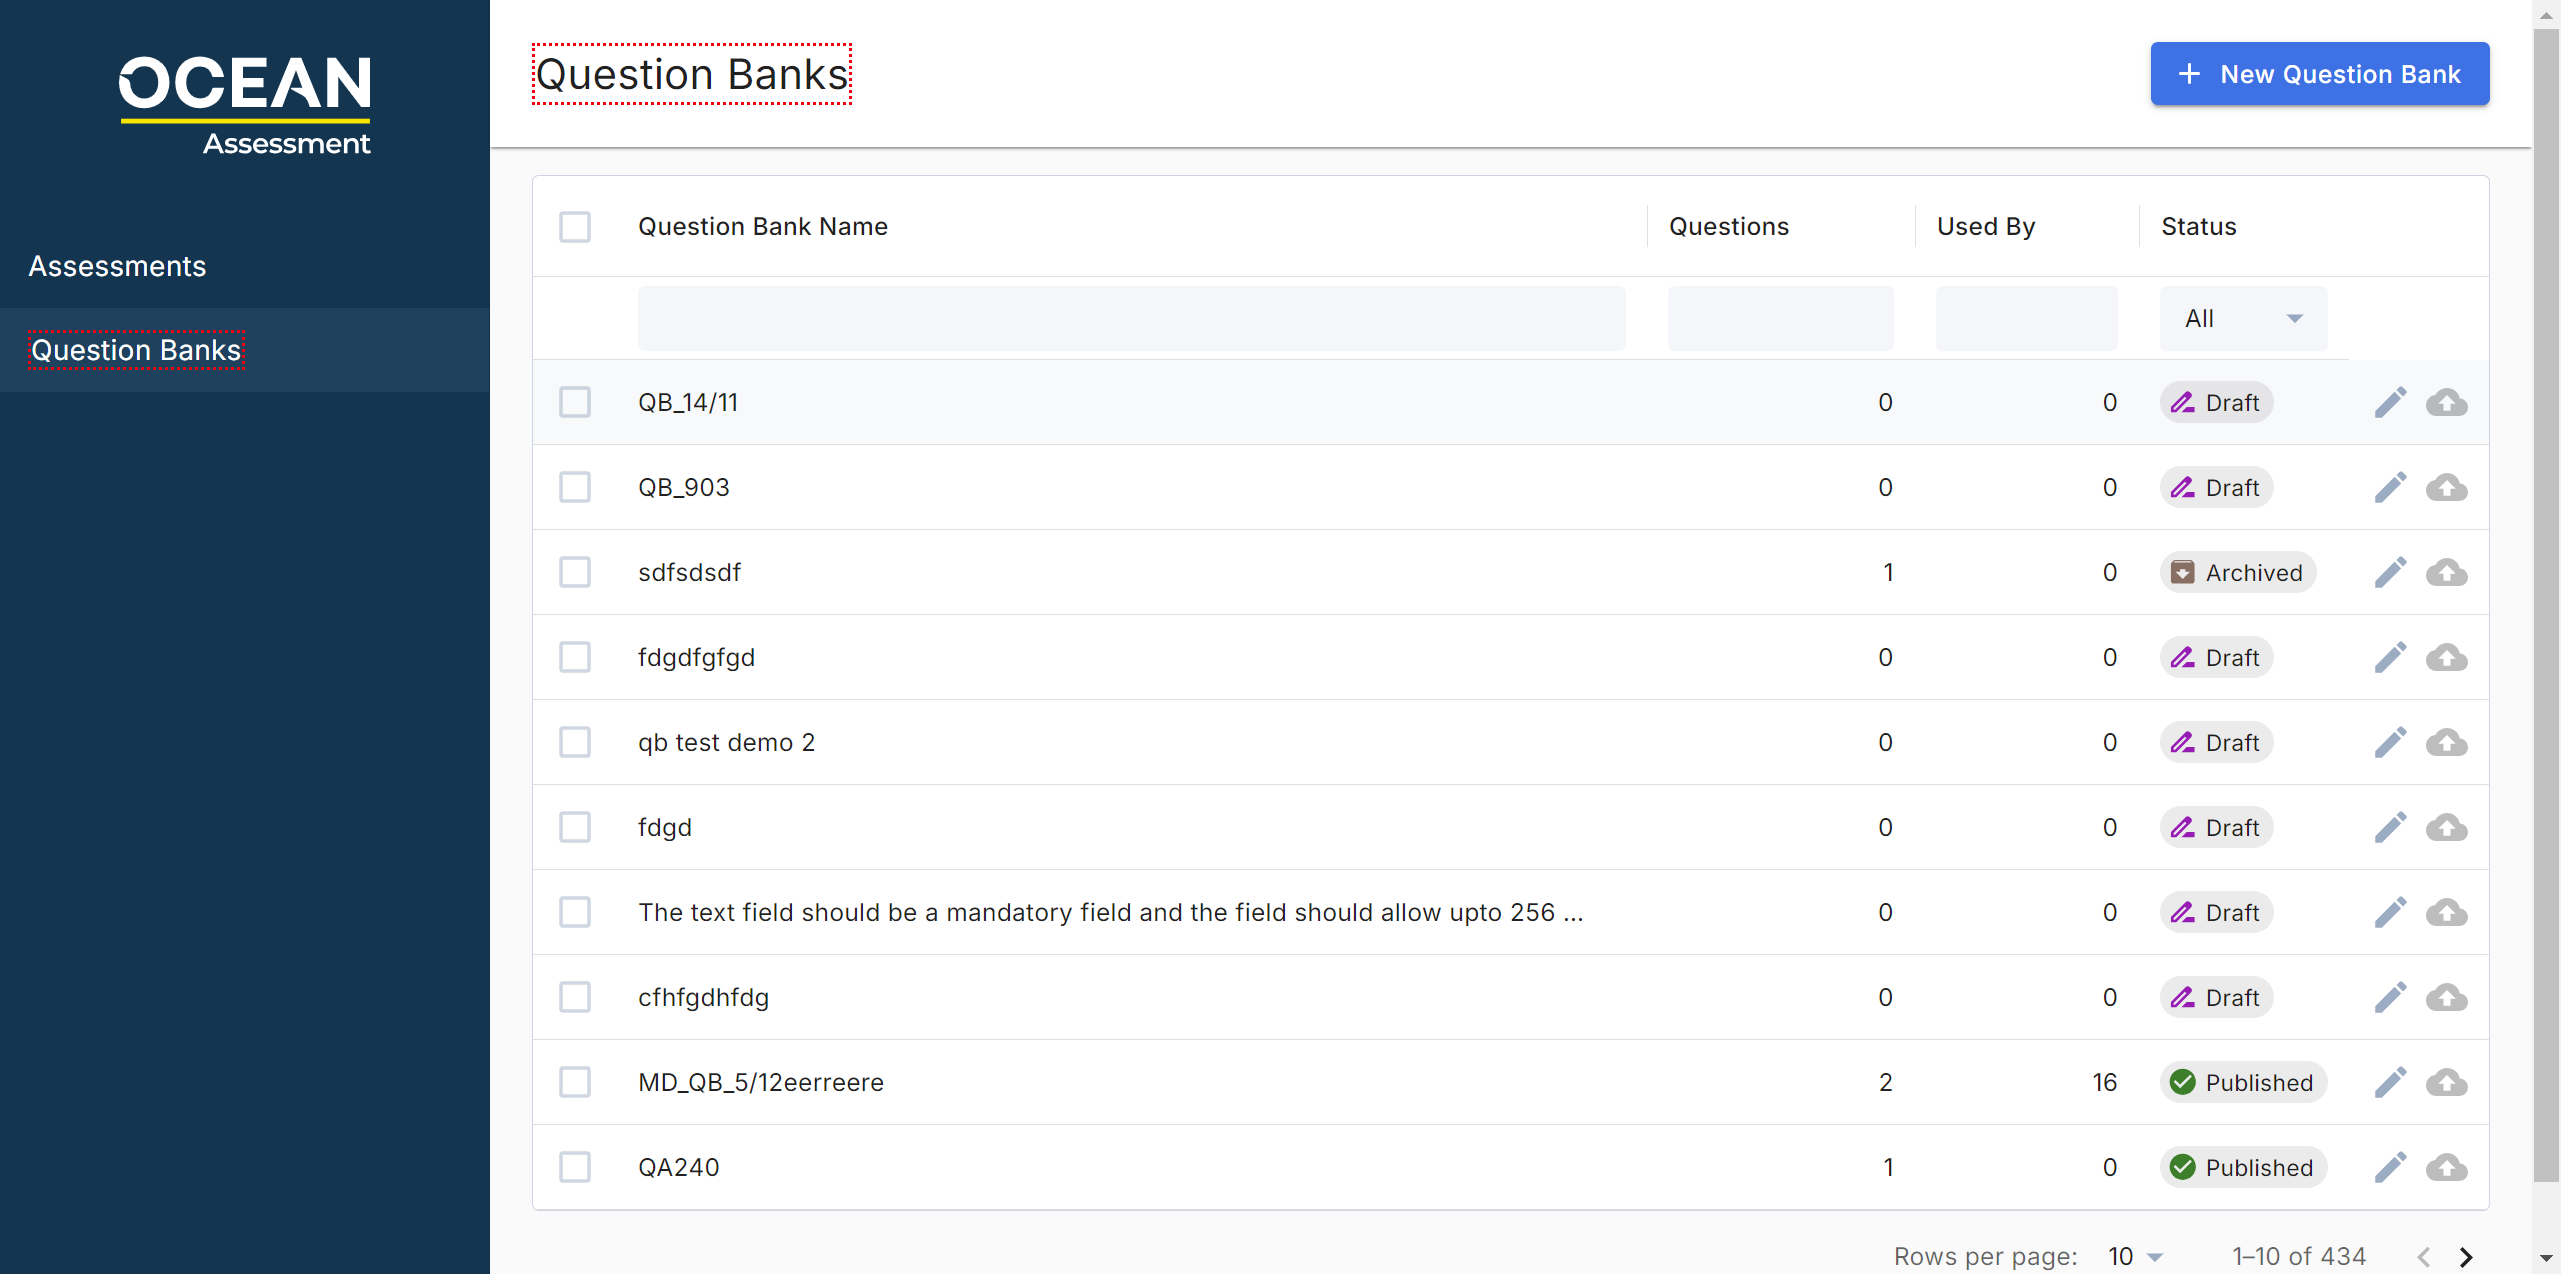 OCEAN
Assessment
Assessments
Question Banks
Question Banks
New Question Bank
Question Bank Name Questions Used By Status
All
QB_14/11 0 0 Draft
QB_903 0 0 Draft
sdfsdsdf 1 0 Archived
fdgdfgfgd 0 0 Draft
qb test demo 2 0 0 Draft
fdgd 0 0 Draft
The text field should be a mandatory field and the field should allow upto 256 ... 0 0 Draft
cfhfgdhfdg 0 0 Draft
MD_QB_5/12eerreere 2 16 Published
QA240 1 0 Published
Rows per page: 10 1–10 of 434